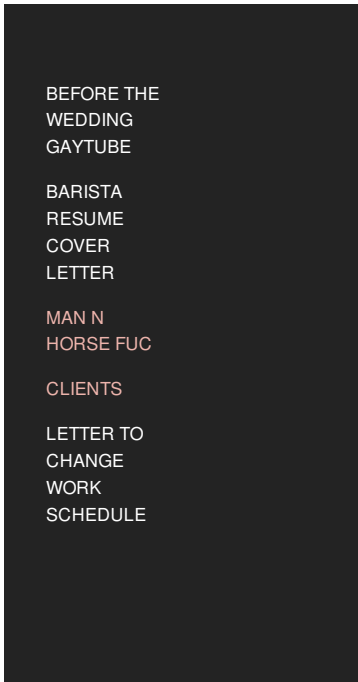 BEFORE THE
WEDDING
GAYTUBE
BARISTA
RESUME
COVER
LETTER
MAN N
HORSE FUC
CLIENTS
LETTER TO
CHANGE
WORK
SCHEDULE